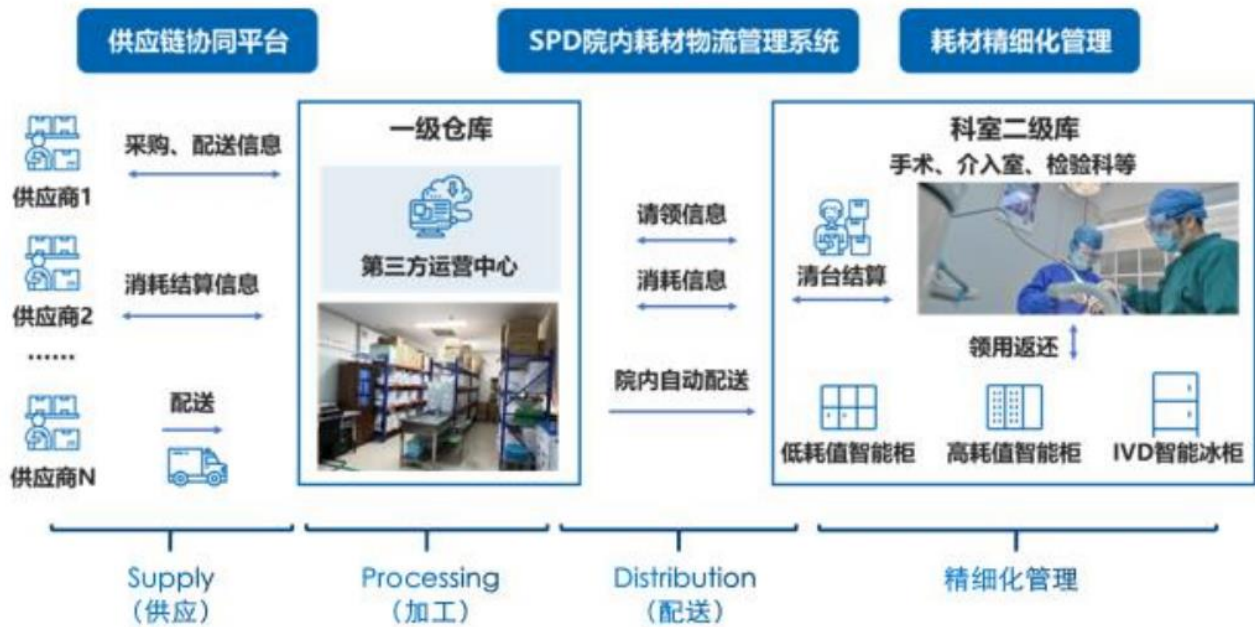 供应链协同平台
SPD院内耗材物流管理系统
耗材精细化管理
供应商1
供应商2
······
供应商N
采购、配送信息
消耗结算信息
配送
一级仓库
第三方运营中心
请领信息
消耗信息
院内自动配送
科室二级库
手术、介入室、检验科等
清台结算
领用返还
低耗值智能柜
高耗值智能柜
IVD智能冰柜
Supply
（供应）
Processing
（加工）
Distribution
（配送）
精细化管理